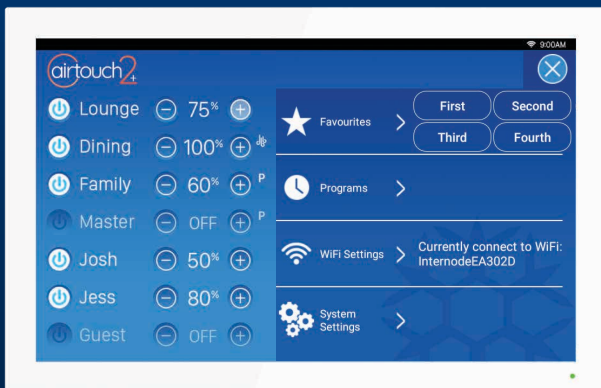 9:00AM
airtouch2+
Lounge 75%
Dining 100%
Family 60% P
Master OFF P
Josh 50%
Jess 80%
Guest OFF
Favourites
First Second
Third Fourth
Programs
WiFi Settings
Currently connect to WiFi:
InternodeEA302D
System
Settings